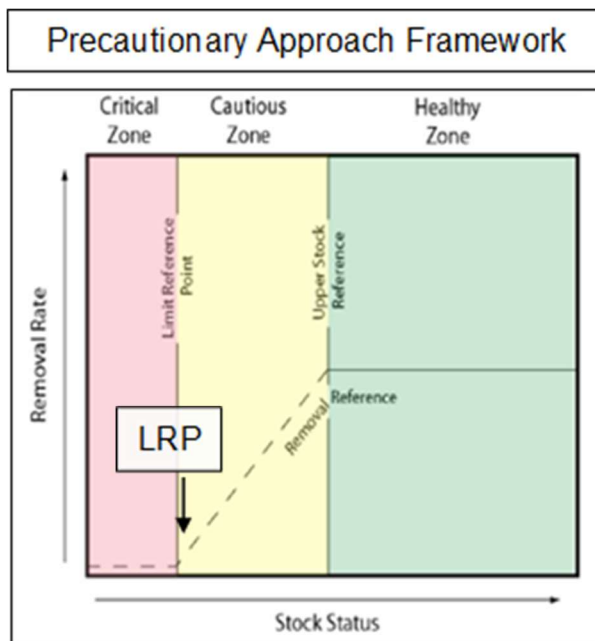 Precautionary Approach Framework
Critical
Zone
Cautious
Zone
Healthy
Zone
Removal Rate
Limit Reference
Point
Upper Stock
Reference
Removal Reference
LRP
Stock Status